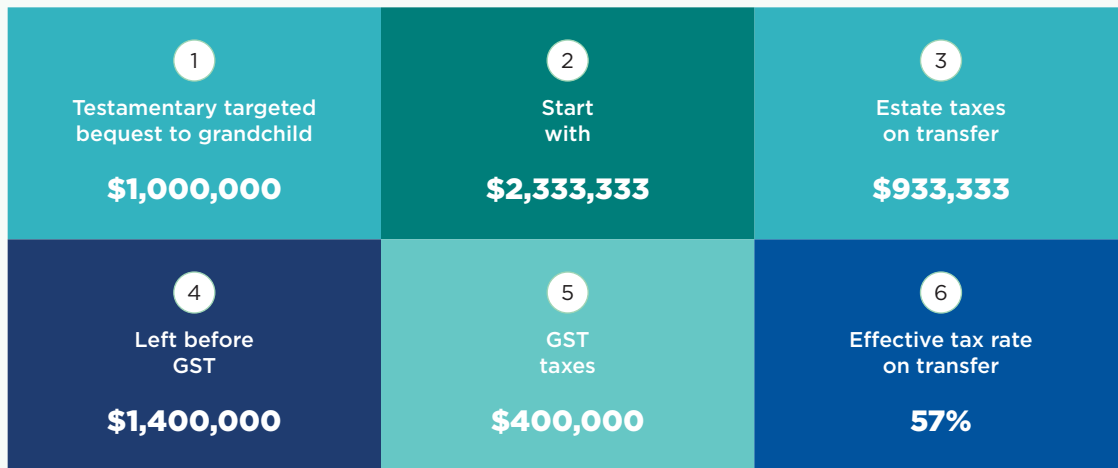 1
Testamentary targeted
bequest to grandchild
$1,000,000
2
Start
with
$2,333,333
3
Estate taxes
on transfer
$933,333
4
Left before
GST
$1,400,000
5
GST
taxes
$400,000
6
Effective tax rate
on transfer
57%